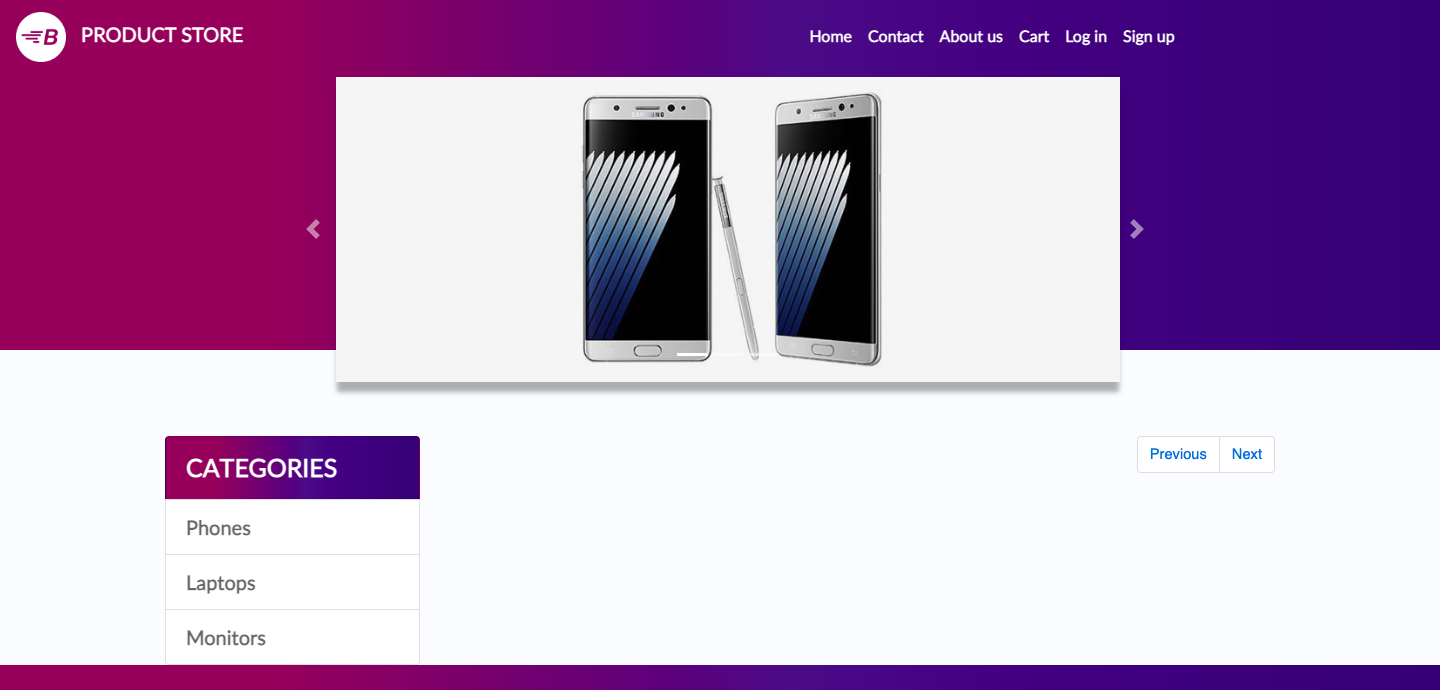 B PRODUCT STORE
Home Contact About us Cart Log in Sign up
SAMSUNG SAMSUNG
CATEGORIES
Previous Next
Phones
Laptops
Monitors